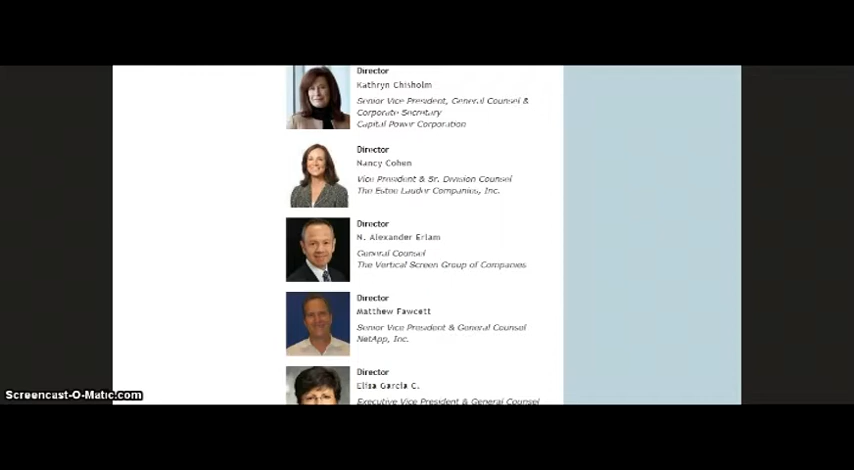 Director
Kathryn Chisholm
Senior Vice President, General Counsel &
Corporate Secretary
Capital Power Corporation
Director
Nancy Cohen
Vice President & Sr. Division Counsel
The Estee Lauder Companies, Inc.
Director
N. Alexander Erlam
General Counsel
The Vertical Screen Group of Companies
Director
Matthew Fawcett
Senior Vice President & General Counsel
NetApp, Inc.
Director
Elisa Garcia C.
Executive Vice President & General Counsel
Screencast-O-Matic.com